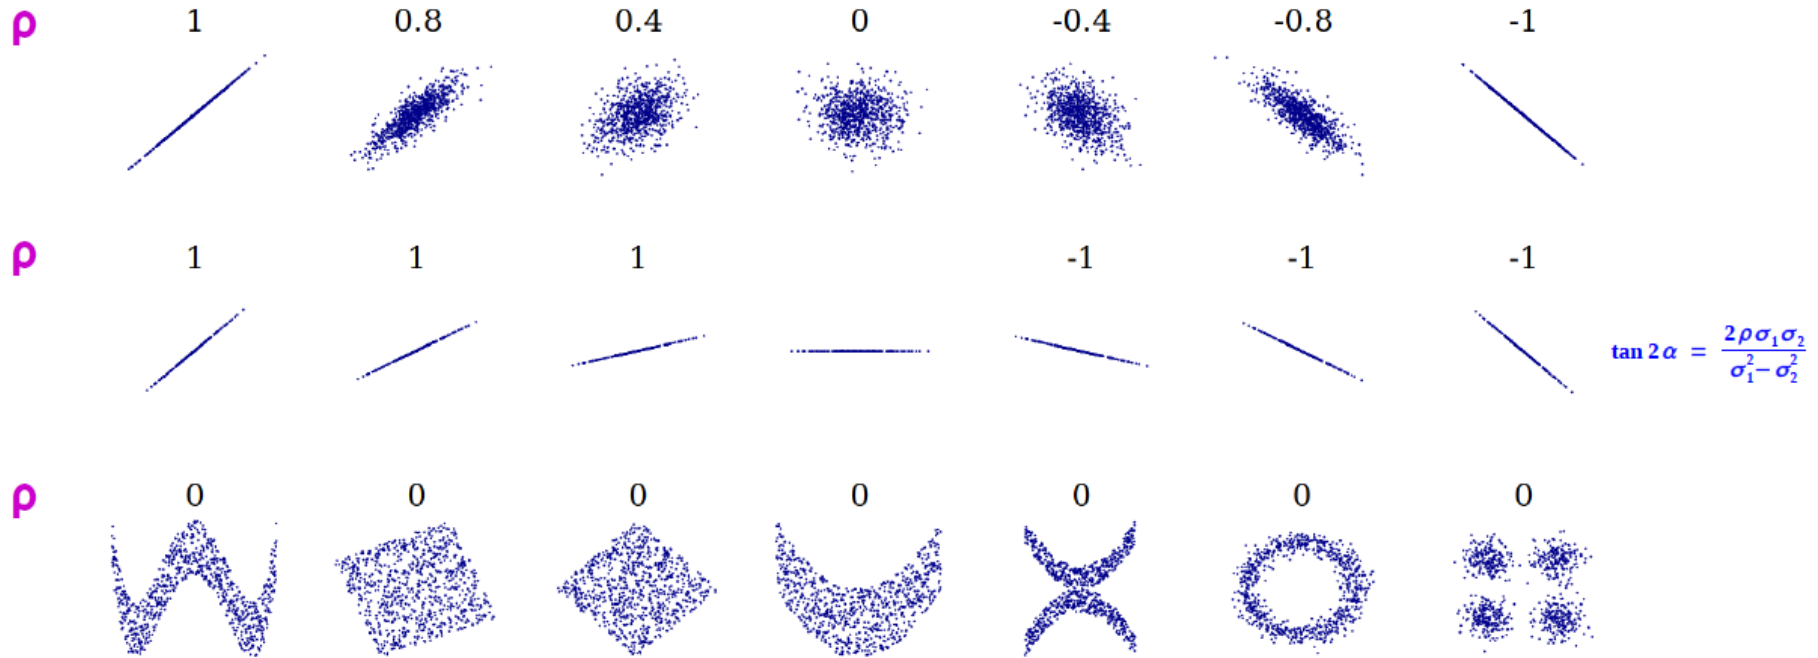 ρ 1 0.8 0.4 0 -0.4 -0.8 -1
ρ 1 1 1 -1 -1 -1
tan 2α = 2ρσ₁σ₂ / σ₁² − σ₂²
ρ 0 0 0 0 0 0 0